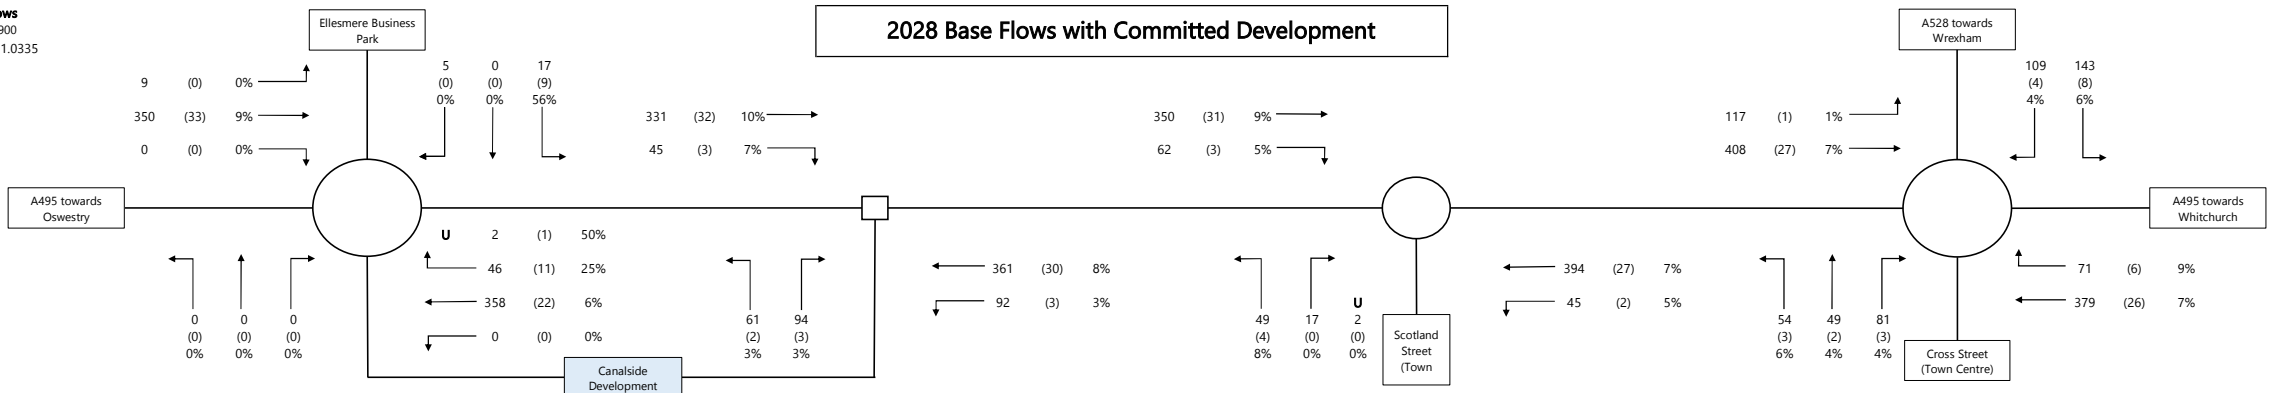 ows
900
1.0335
Ellesmere Business
Park
2028 Base Flows with Committed Development
A528 towards
Wrexham
9 (0) 0%
350 (33) 9%
0 (0) 0%
5 0 17
(0) (0) (9)
0% 0% 56%
331 (32) 10%
45 (3) 7%
350 (31) 9%
62 (3) 5%
117 (1) 1%
408 (27) 7%
109 143
(4) (8)
4% 6%
A495 towards
Oswestry
A495 towards
Whitchurch
U 2 (1) 50%
46 (11) 25%
358 (22) 6%
0 (0) 0%
0 0 0
(0) (0) (0)
0% 0% 0%
61 94
(2) (3)
3% 3%
361 (30) 8%
92 (3) 3%
U
49 17 2
(4) (0) (0)
8% 0% 0%
Scotland
Street
(Town
394 (27) 7%
45 (2) 5%
54 49 81
(3) (2) (3)
6% 4% 4%
71 (6) 9%
379 (26) 7%
Cross Street
(Town Centre)
Canalside
Development